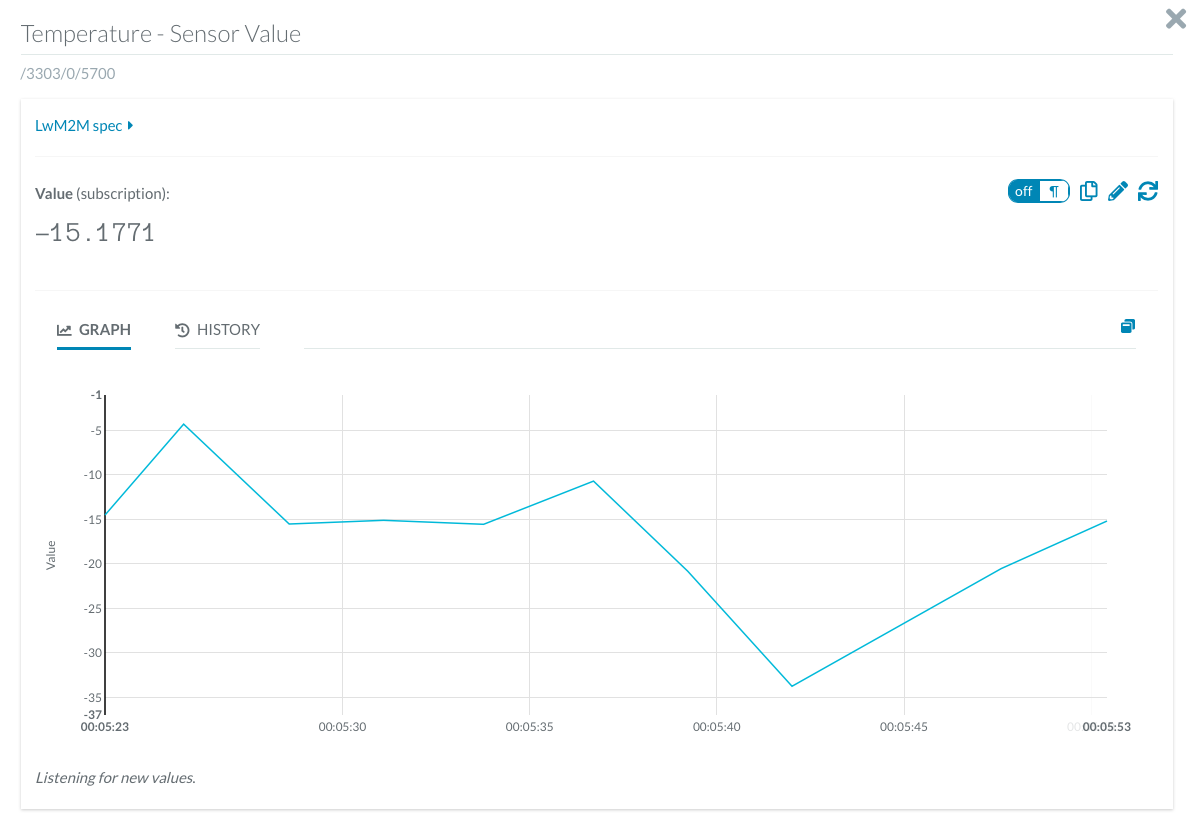 Temperature - Sensor Value
/3303/0/5700
LwM2M spec
Value (subscription):
off ¶
–15.1771
GRAPH HISTORY
-1
-5
-10
-15
-20
-25
-30
-35
-37
Value
00:05:23 00:05:30 00:05:35 00:05:40 00:05:45 00:05:53
Listening for new values.